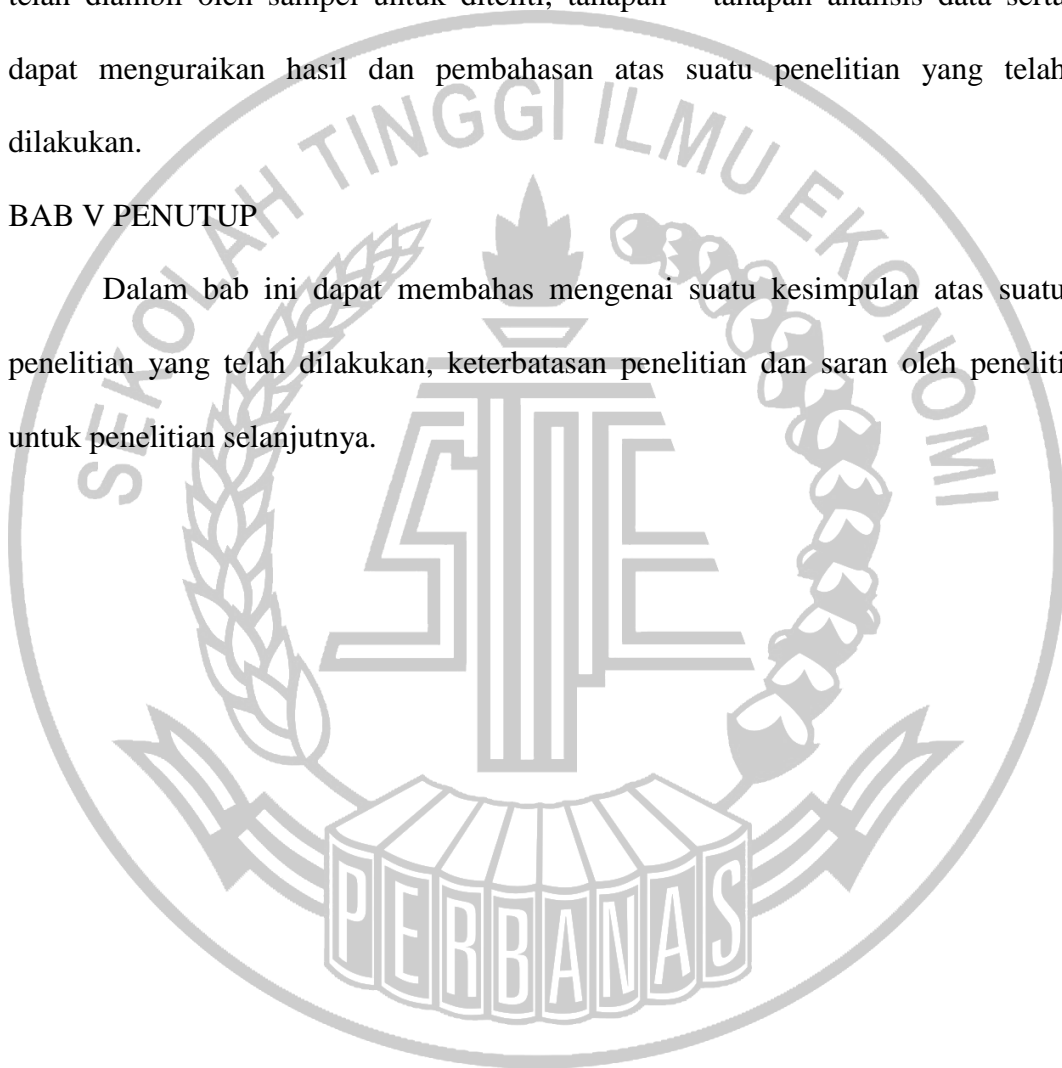 telah diambil oleh sampel untuk diteliti, tahapan – tahapan analisis data serta
dapat menguraikan hasil dan pembahasan atas suatu penelitian yang telah
dilakukan.
BAB V PENUTUP
Dalam bab ini dapat membahas mengenai suatu kesimpulan atas suatu
penelitian yang telah dilakukan, keterbatasan penelitian dan saran oleh peneliti
untuk penelitian selanjutnya.
SEKOLAH TINGGI ILMU EKONOMI
STIE
PERBANAS